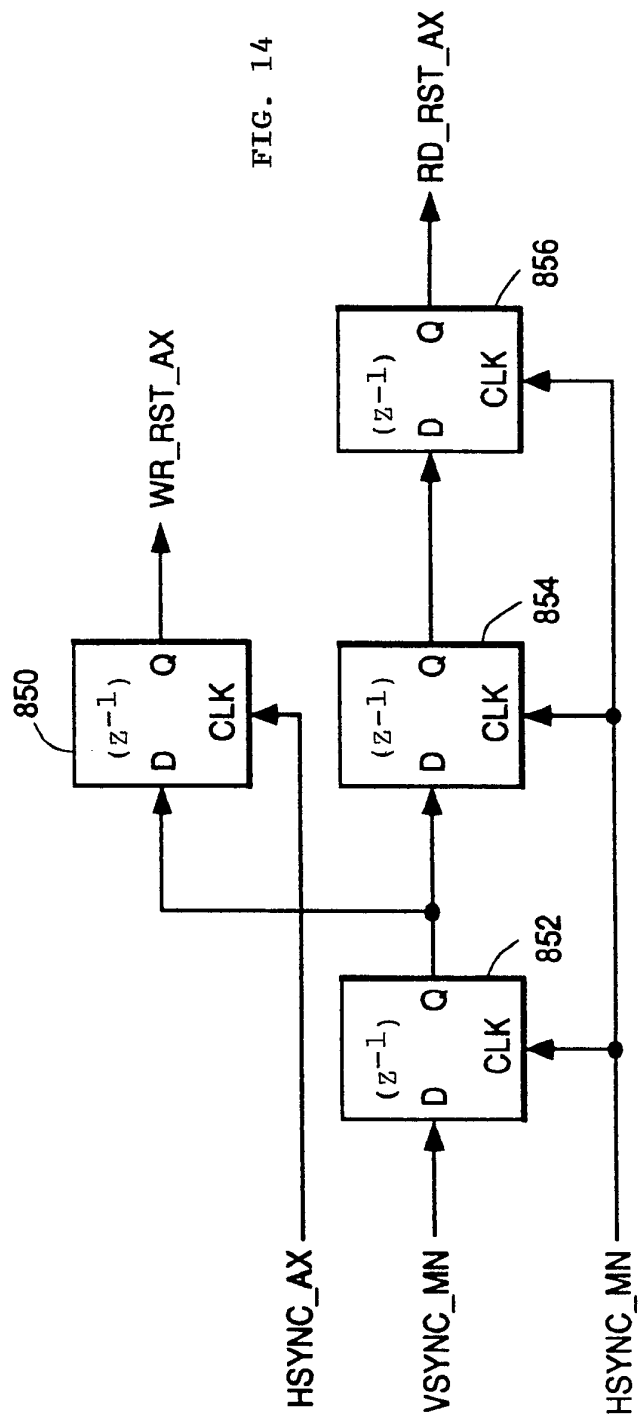 FIG. 14
850
(z-1)
D
Q
CLK
WR_RST_AX
HSYNC_AX
VSYNC_MN
(z-1)
D
Q
CLK
852
(z-1)
D
Q
CLK
854
(z-1)
D
Q
CLK
856
RD_RST_AX
HSYNC_MN